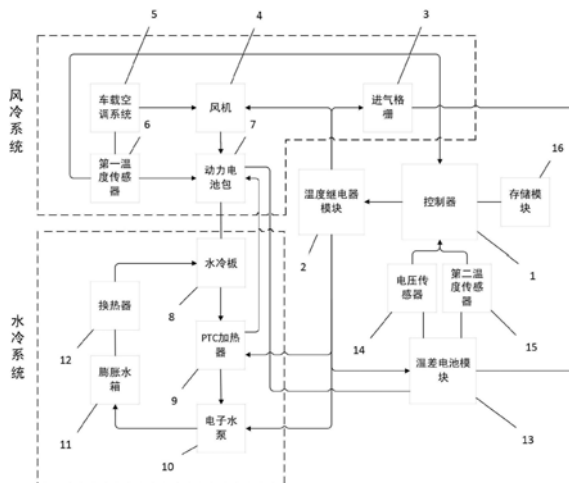 5
4
3
风冷系统
车载空
调系统
风机
进气格
栅
6
7
16
第一温
度传感
器
动力电
池包
温度继电器
模块
控制器
存储模
块
2
1
水冷系统
水冷板
换热器
8
电压传
感器
第二温
度传感
器
12
PTC加热
器
14
15
膨胀水
箱
9
温差电池模
块
11
电子水
泵
13
10